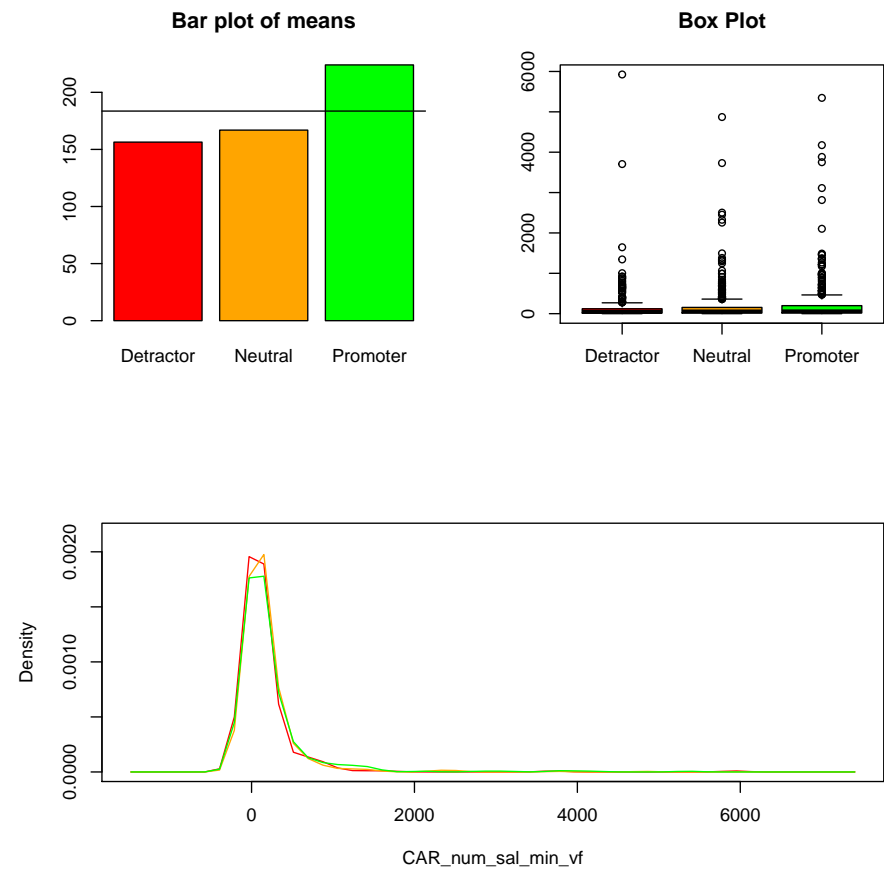 Bar plot of means
200
150
100
50
0
Detractor Neutral Promoter
Box Plot
6000
4000
2000
0
Detractor Neutral Promoter
0.0020
0.0010
0.0000
Density
0 2000 4000 6000
CAR_num_sal_min_vf